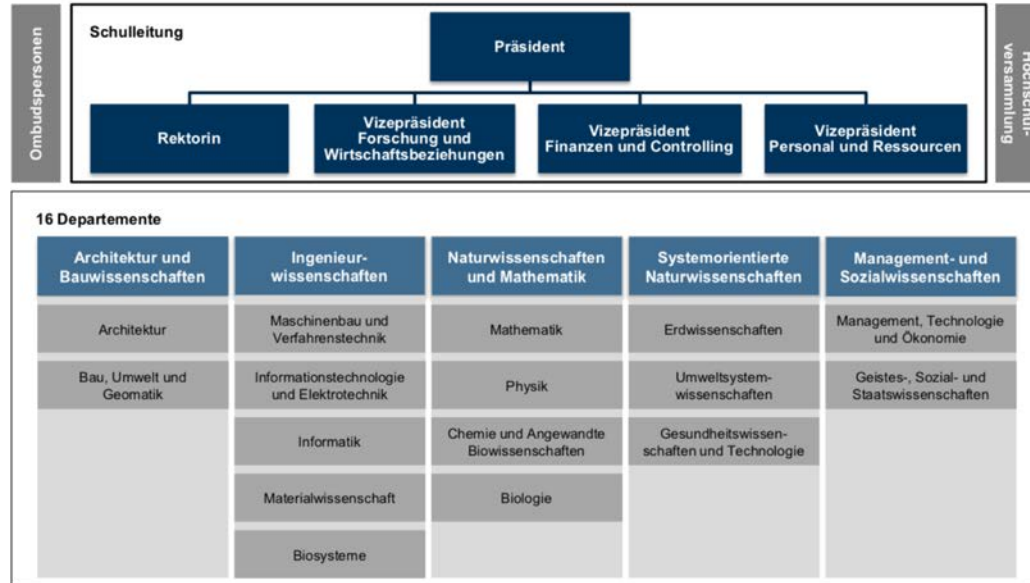 Ombudspersonen
Schulleitung
Präsident
Rektorin
Vizepräsident
Forschung und
Wirtschaftsbeziehungen
Vizepräsident
Finanzen und Controlling
Vizepräsident
Personal und Ressourcen
Hochschul-
versammlung
16 Departemente
Architektur und
Bauwissenschaften
Architektur
Bau, Umwelt und
Geomatik
Ingenieur-
wissenschaften
Maschinenbau und
Verfahrenstechnik
Informationstechnologie
und Elektrotechnik
Informatik
Materialwissenschaft
Biosysteme
Naturwissenschaften
und Mathematik
Mathematik
Physik
Chemie und Angewandte
Biowissenschaften
Biologie
Systemorientierte
Naturwissenschaften
Erdwissenschaften
Umweltsystem-
wissenschaften
Gesundheitswissen-
schaften und Technologie
Management- und
Sozialwissenschaften
Management, Technologie
und Ökonomie
Geistes-, Sozial- und
Staatswissenschaften